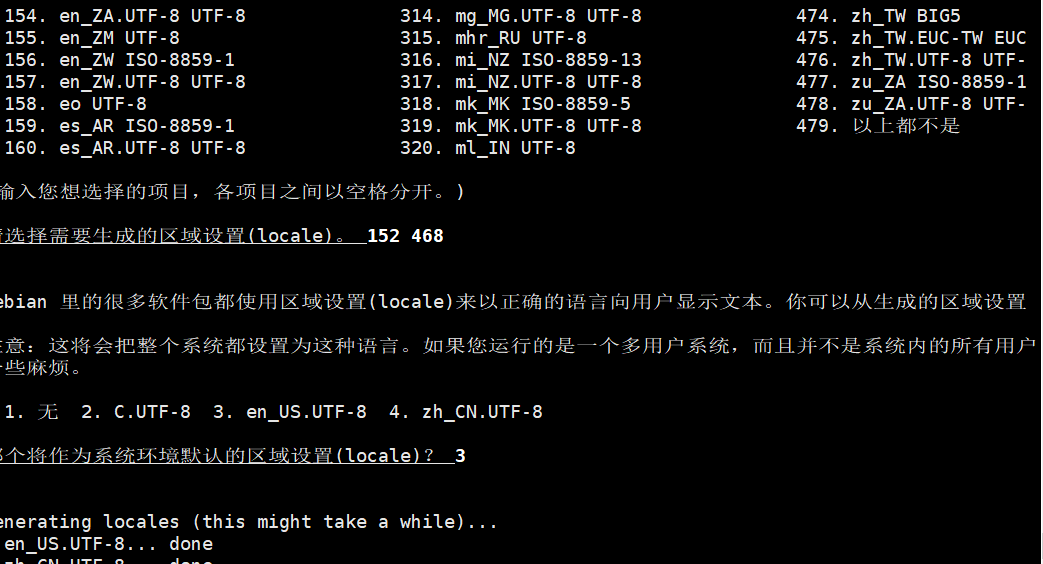 154. en_ZA.UTF-8 UTF-8 314. mg_MG.UTF-8 UTF-8 474. zh_TW BIG5
155. en_ZM UTF-8 315. mhr_RU UTF-8 475. zh_TW.EUC-TW EUC
156. en_ZW ISO-8859-1 316. mi_NZ ISO-8859-13 476. zh_TW.UTF-8 UTF-
157. en_ZW.UTF-8 UTF-8 317. mi_NZ.UTF-8 UTF-8 477. zu_ZA ISO-8859-1
158. eo UTF-8 318. mk_MK ISO-8859-5 478. zu_ZA.UTF-8 UTF-
159. es_AR ISO-8859-1 319. mk_MK.UTF-8 UTF-8 479. 以上都不是
160. es_AR.UTF-8 UTF-8 320. ml_IN UTF-8
输入您想选择的项目，各项目之间以空格分开。)
选择需要生成的区域设置(locale)。 152 468
ebian 里的很多软件包都使用区域设置(locale)来以正确的语言向用户显示文本。你可以从生成的区域设置
意：这将会把整个系统都设置为这种语言。如果您运行的是一个多用户系统，而且并不是系统内的所有用户
些麻烦。
1. 无 2. C.UTF-8 3. en_US.UTF-8 4. zh_CN.UTF-8
个将作为系统环境默认的区域设置(locale)？ 3
enerating locales (this might take a while)...
en_US.UTF-8... done
zh_CN.UTF-8... done